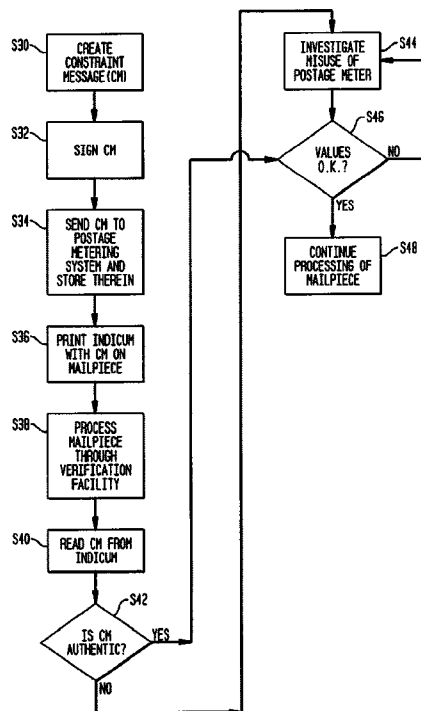 S30
CREATE
CONSTRAINT
MESSAGE(CM)
S32
SIGN CM
S34
SEND CM TO
POSTAGE
METERING
SYSTEM AND
STORE THEREIN
S36
PRINT INDICUM
WITH CM ON
MAILPIECE
S38
PROCESS
MAILPIECE
THROUGH
VERIFICATION
FACILITY
S40
READ CM FROM
INDICUM
S42
IS CM
AUTHENTIC?
YES
NO
S44
INVESTIGATE
MISUSE OF
POSTAGE METER
S46
VALUES
O.K.?
NO
YES
S48
CONTINUE
PROCESSING OF
MAILPIECE